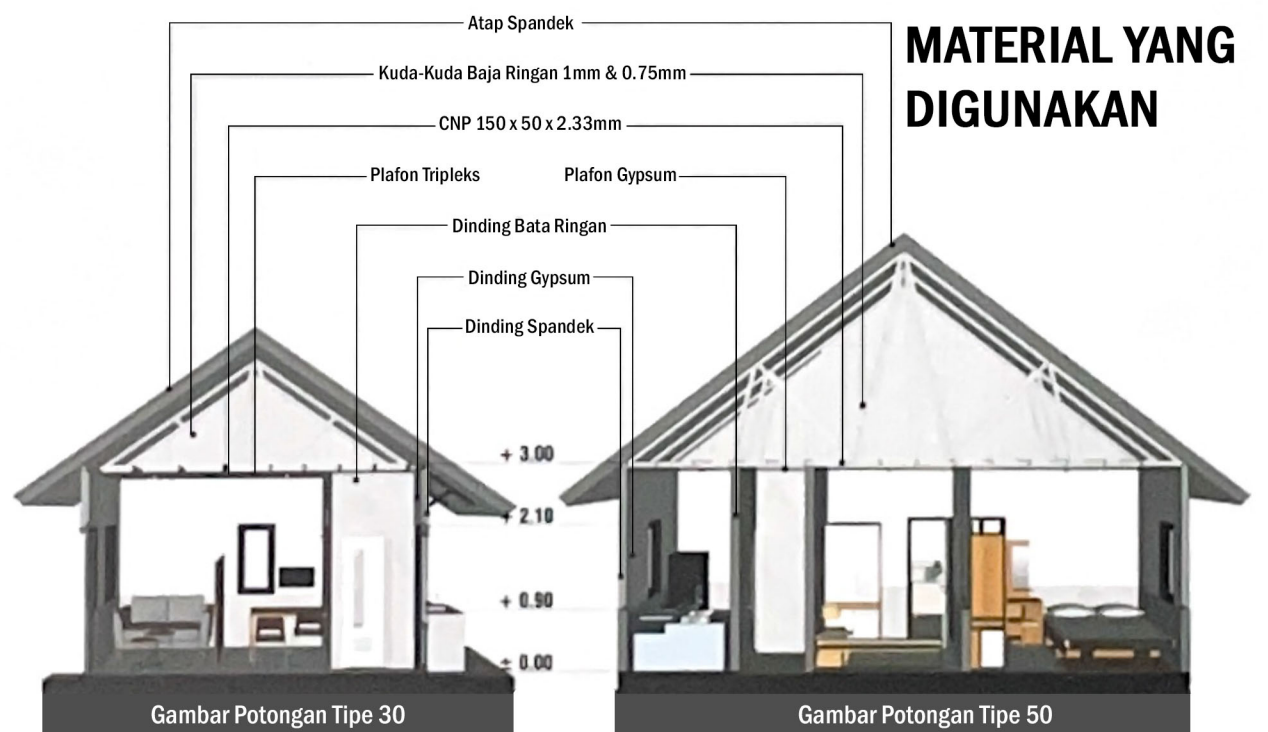 MATERIAL YANG
DIGUNAKAN
Atap Spandek
Kuda-Kuda Baja Ringan 1mm & 0.75mm
CNP 150 x 50 x 2.33mm
Plafon Tripleks
Plafon Gypsum
Dinding Bata Ringan
Dinding Gypsum
Dinding Spandek
+ 3.00
+ 2.10
+ 0.90
± 0.00
Gambar Potongan Tipe 30
Gambar Potongan Tipe 50